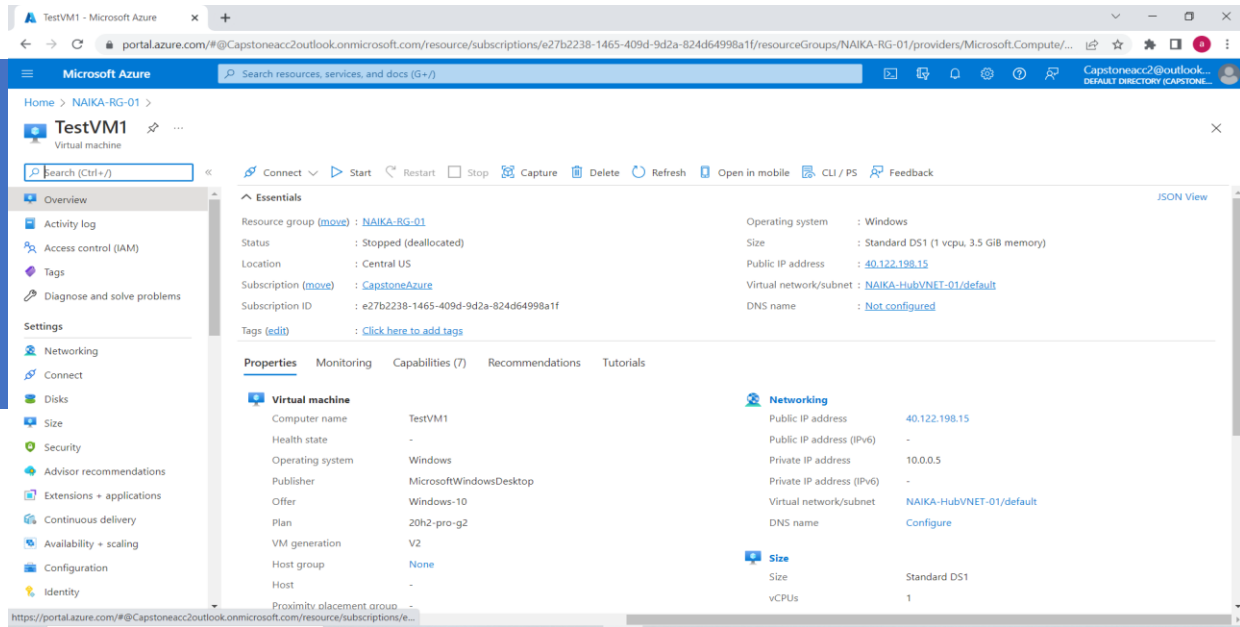 TestVM1 - Microsoft Azure
portal.azure.com/#@Capstoneacc2outlook.onmicrosoft.com/resource/subscriptions/e27b2238-1465-409d-9d2a-824d64998a1f/resourceGroups/NAIKA-RG-01/providers/Microsoft.Compute/...
a
Microsoft Azure
Search resources, services, and docs (G+/)
Capstoneacc2@outlook...
DEFAULT DIRECTORY (CAPSTONE...
Home > NAIKA-RG-01 >
TestVM1 ...
Virtual machine
Search (Ctrl+/) «
Connect Start Restart Stop Capture Delete Refresh Open in mobile CLI / PS Feedback
Overview
Activity log
Access control (IAM)
Tags
Diagnose and solve problems
Settings
Networking
Connect
Disks
Size
Security
Advisor recommendations
Extensions + applications
Continuous delivery
Availability + scaling
Configuration
Identity
Essentials JSON View
Resource group (move) : NAIKA-RG-01
Status : Stopped (deallocated)
Location : Central US
Subscription (move) : CapstoneAzure
Subscription ID : e27b2238-1465-409d-9d2a-824d64998a1f
Tags (edit) : Click here to add tags
Operating system : Windows
Size : Standard DS1 (1 vcpu, 3.5 GiB memory)
Public IP address : 40.122.198.15
Virtual network/subnet : NAIKA-HubVNET-01/default
DNS name : Not configured
Properties Monitoring Capabilities (7) Recommendations Tutorials
Virtual machine
Computer name TestVM1
Health state -
Operating system Windows
Publisher MicrosoftWindowsDesktop
Offer Windows-10
Plan 20h2-pro-g2
VM generation V2
Host group None
Host -
Proximity placement group -
Networking
Public IP address 40.122.198.15
Public IP address (IPv6) -
Private IP address 10.0.0.5
Private IP address (IPv6) -
Virtual network/subnet NAIKA-HubVNET-01/default
DNS name Configure
Size
Size Standard DS1
vCPUs 1
https://portal.azure.com/#@Capstoneacc2outlook.onmicrosoft.com/resource/subscriptions/e...